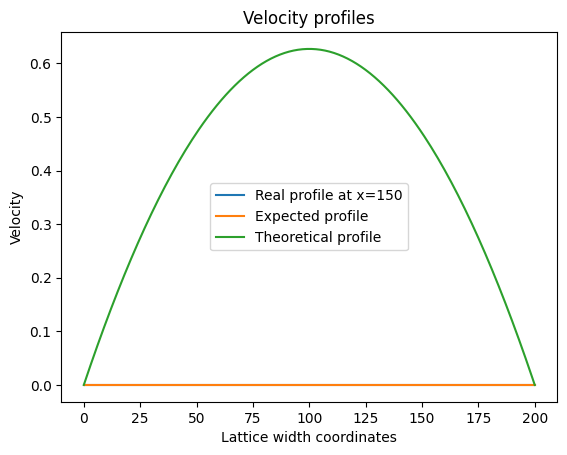 Velocity profiles
Velocity
0.6
0.5
0.4
0.3
0.2
0.1
0.0
Real profile at x=150
Expected profile
Theoretical profile
0 25 50 75 100 125 150 175 200
Lattice width coordinates